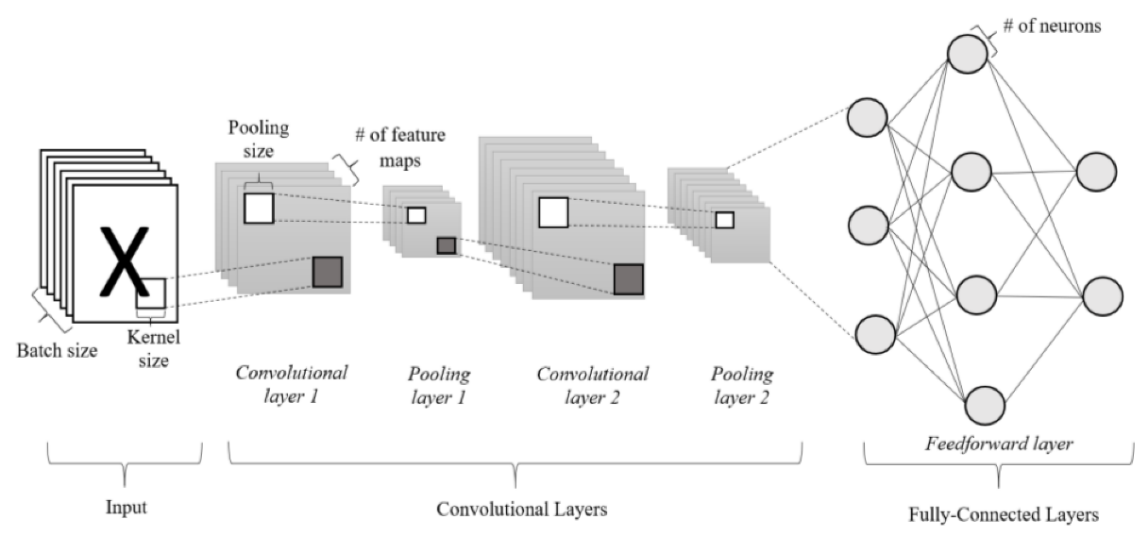 # of neurons
Pooling
size
# of feature
maps
X
Batch size
Kernel
size
Convolutional
layer 1
Pooling
layer 1
Convolutional
layer 2
Pooling
layer 2
Feedforward layer
Input
Convolutional Layers
Fully-Connected Layers